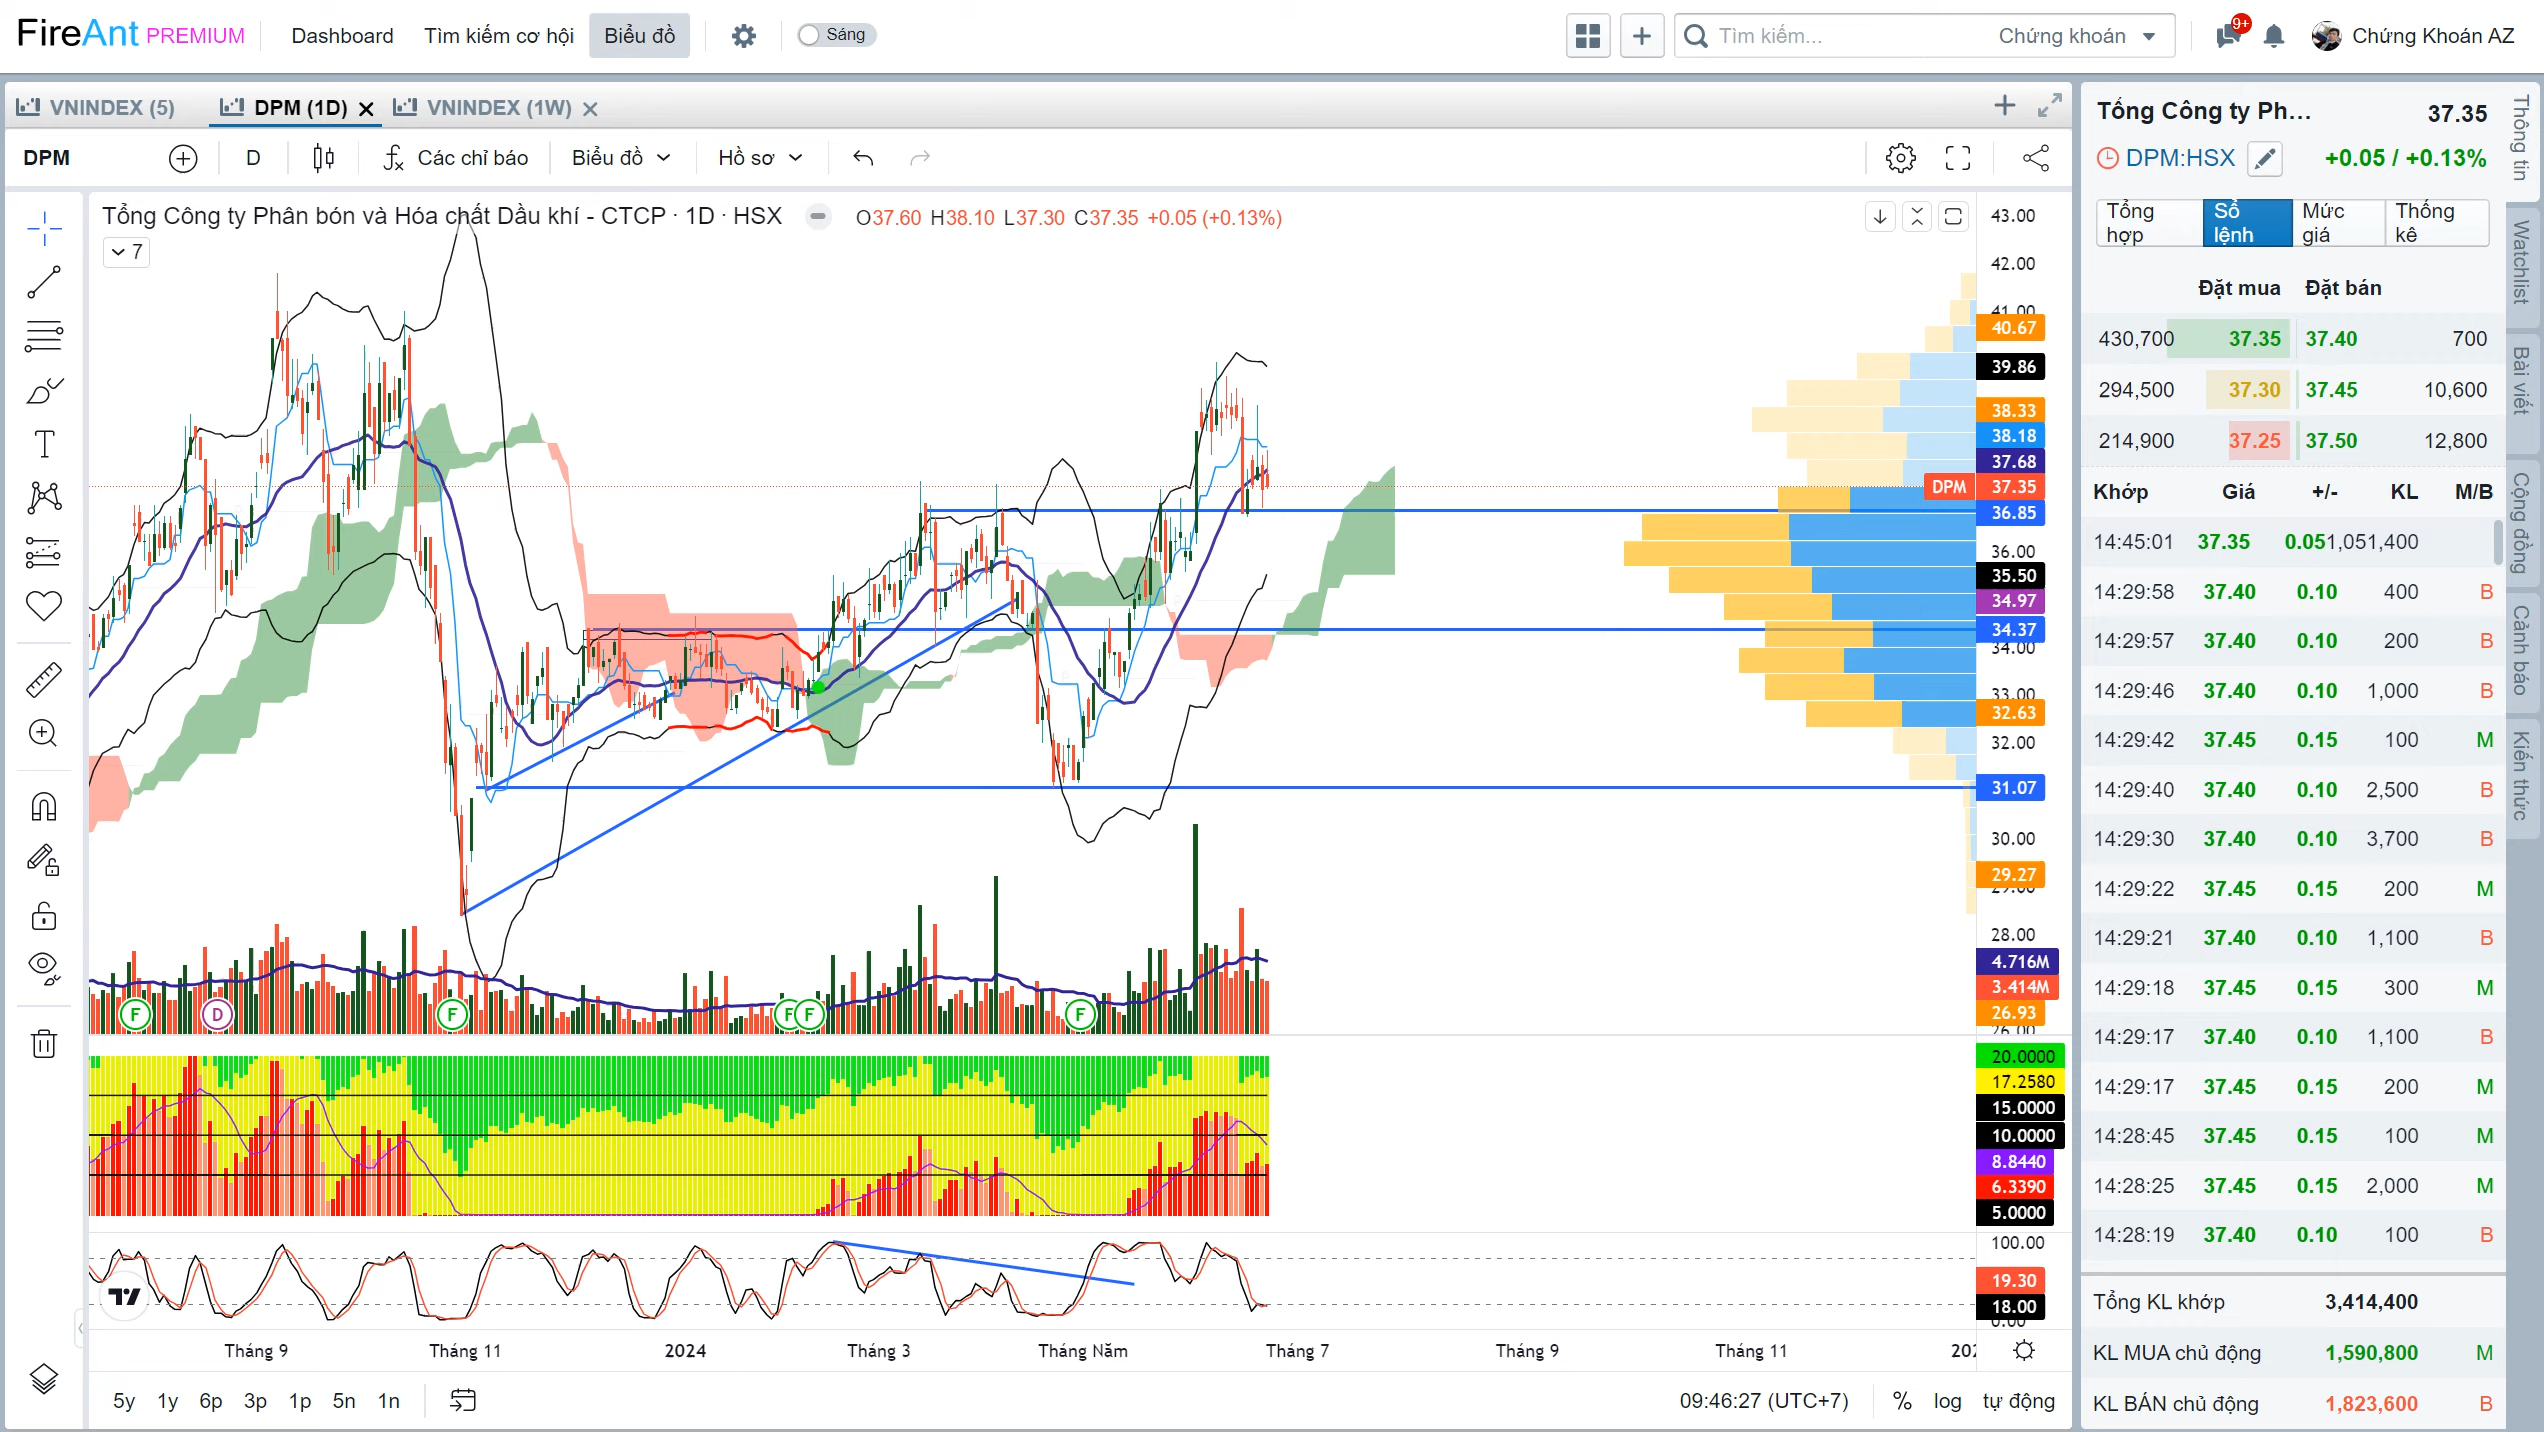 FireAnt PREMIUM Dashboard Tìm kiếm cơ hội Biểu đồ Sáng Tìm kiếm... Chứng khoán 9+ Chứng Khoán AZ
VNINDEX (5) DPM (1D) VNINDEX (1W)
DPM D Các chỉ báo Biểu đồ Hồ sơ
Tổng Công ty Phân bón và Hóa chất Dầu khí - CTCP · 1D · HSX O37.60 H38.10 L37.30 C37.35 +0.05 (+0.13%)
7
43.00
42.00
41.00
40.67
39.86
38.33
38.18
37.68
DPM 37.35
36.85
36.00
35.50
34.97
34.37
34.00
33.00
32.63
32.00
31.07
30.00
29.27
29.00
28.00
4.716M
3.414M
26.93
26.00
F D F F F F
20.0000
17.2580
15.0000
10.0000
8.8440
6.3390
5.0000
100.00
19.30
18.00
0.00
Tháng 9 Tháng 11 2024 Tháng 3 Tháng Năm Tháng 7 Tháng 9 Tháng 11 202
5y 1y 6p 3p 1p 5n 1n 09:46:27 (UTC+7) % log tự động
Tổng Công ty Ph... 37.35
DPM:HSX +0.05 / +0.13%
Tổng hợp Sổ lệnh Mức giá Thống kê
Đặt mua Đặt bán
430,700 37.35 37.40 700
294,500 37.30 37.45 10,600
214,900 37.25 37.50 12,800
Khớp Giá +/- KL M/B
14:45:01 37.35 0.05 1,051,400
14:29:58 37.40 0.10 400 B
14:29:57 37.40 0.10 200 B
14:29:46 37.40 0.10 1,000 B
14:29:42 37.45 0.15 100 M
14:29:40 37.40 0.10 2,500 B
14:29:30 37.40 0.10 3,700 B
14:29:22 37.45 0.15 200 M
14:29:21 37.40 0.10 1,100 B
14:29:18 37.45 0.15 300 M
14:29:17 37.40 0.10 1,100 B
14:29:17 37.45 0.15 200 M
14:28:45 37.45 0.15 100 M
14:28:25 37.45 0.15 2,000 M
14:28:19 37.40 0.10 100 B
Tổng KL khớp 3,414,400
KL MUA chủ động 1,590,800 M
KL BÁN chủ động 1,823,600 B
Thông tin
Watchlist
Bài viết
Cộng đồng
Cảnh báo
Kiến thức